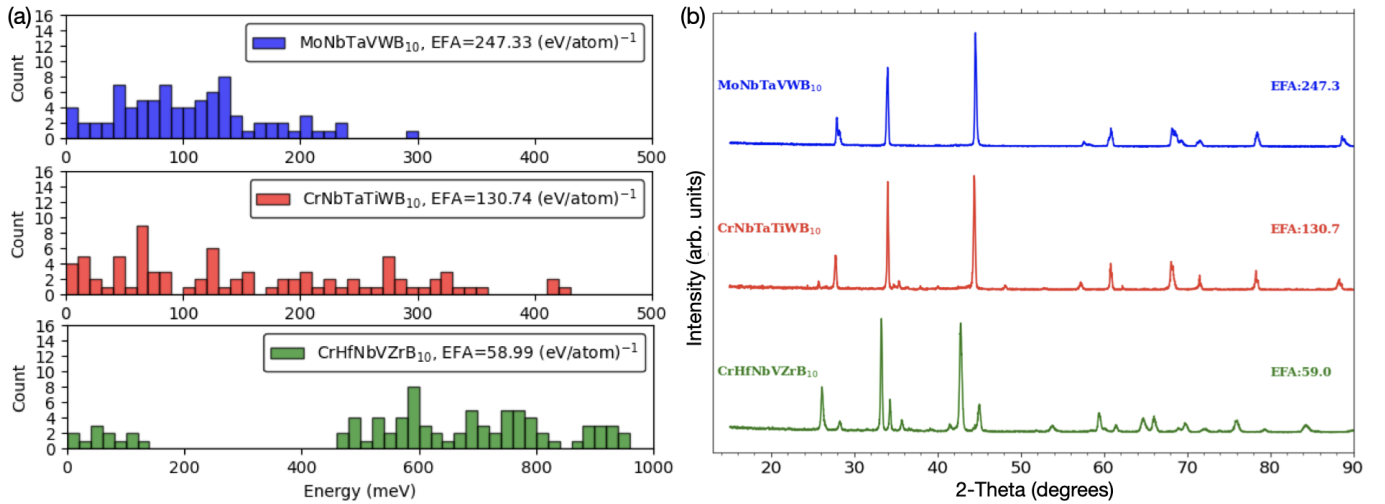 (a)
16
14
12
10
8
6
4
2
0
Count
MoNbTaVWB₁₀, EFA=247.33 (eV/atom)⁻¹
0 100 200 300 400 500
16
14
12
10
8
6
4
2
0
Count
CrNbTaTiWB₁₀, EFA=130.74 (eV/atom)⁻¹
0 100 200 300 400 500
16
14
12
10
8
6
4
2
0
Count
CrHfNbVZrB₁₀, EFA=58.99 (eV/atom)⁻¹
0 200 400 600 800 1000
Energy (meV)
(b)
Intensity (arb. units)
MoNbTaVWB₁₀ EFA:247.3
CrNbTaTiWB₁₀ EFA:130.7
CrHfNbVZrB₁₀ EFA:59.0
20 30 40 50 60 70 80 90
2-Theta (degrees)